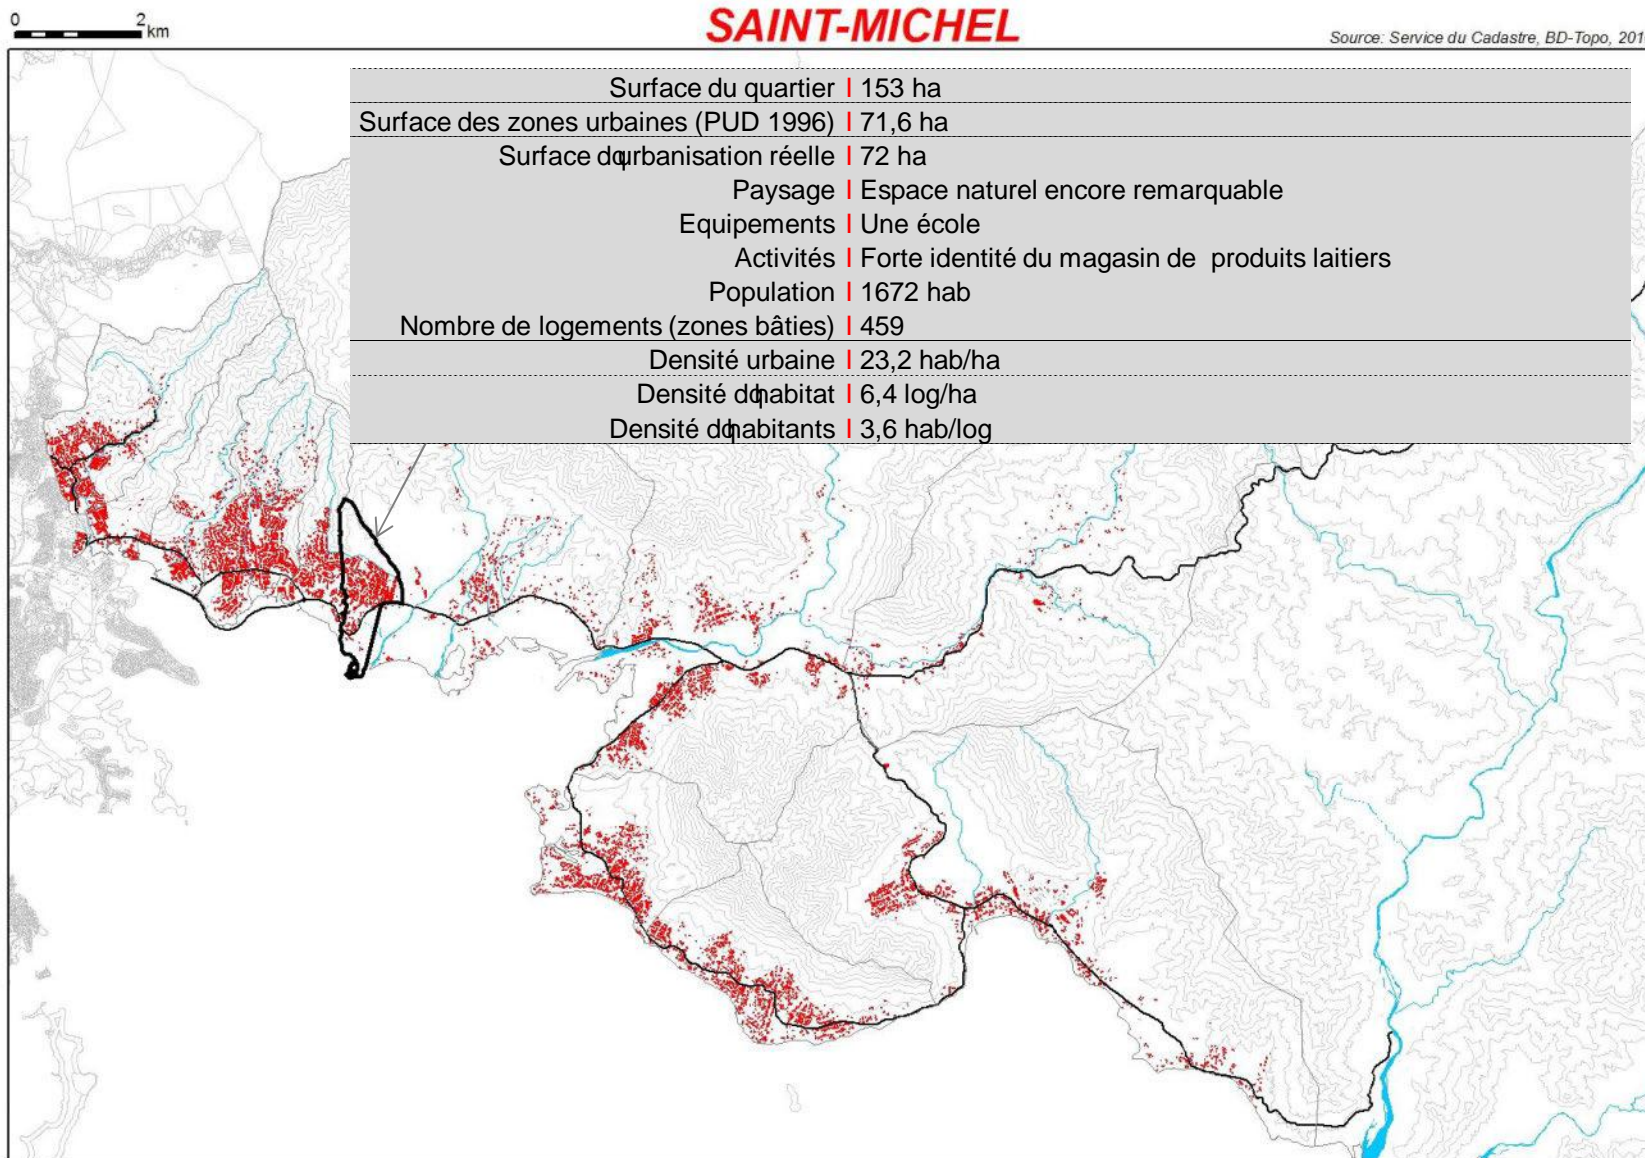 0 2 km
SAINT-MICHEL
Source: Service du Cadastre, BD-Topo, 201
Surface du quartier I 153 ha
Surface des zones urbaines (PUD 1996) I 71,6 ha
Surface dqurbanisation réelle I 72 ha
Paysage I Espace naturel encore remarquable
Equipements I Une école
Activités I Forte identité du magasin de produits laitiers
Population I 1672 hab
Nombre de logements (zones bâties) I 459
Densité urbaine I 23,2 hab/ha
Densité dqhabitat I 6,4 log/ha
Densité dqhabitants I 3,6 hab/log